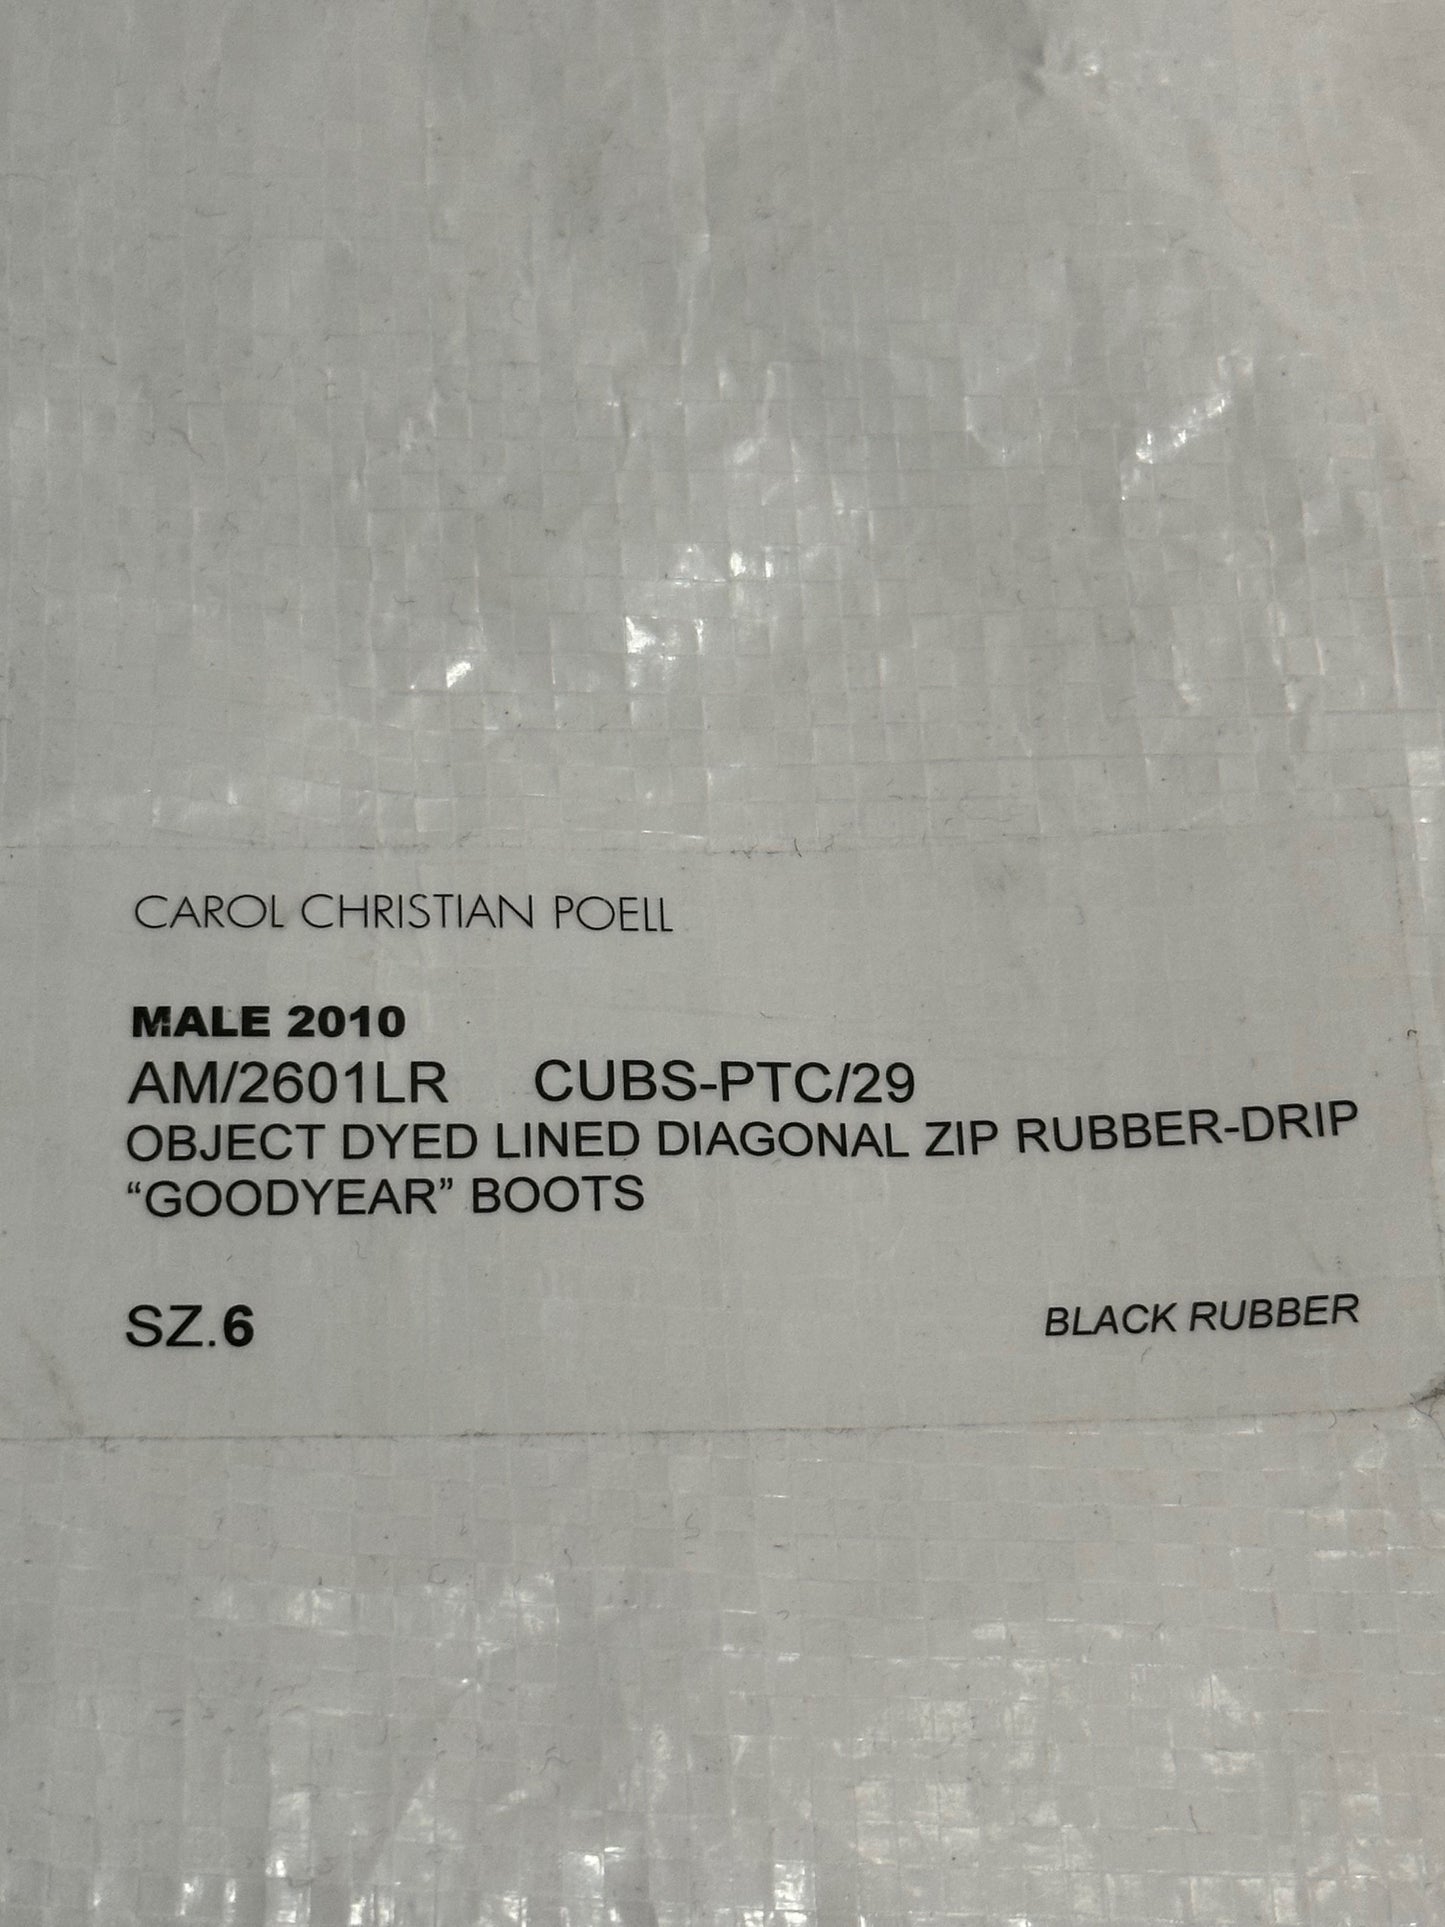 CAROL CHRISTIAN POELL
MALE 2010
AM/2601LR CUBS-PTC/29
OBJECT DYED LINED DIAGONAL ZIP RUBBER-DRIP
“GOODYEAR” BOOTS
SZ.6 BLACK RUBBER